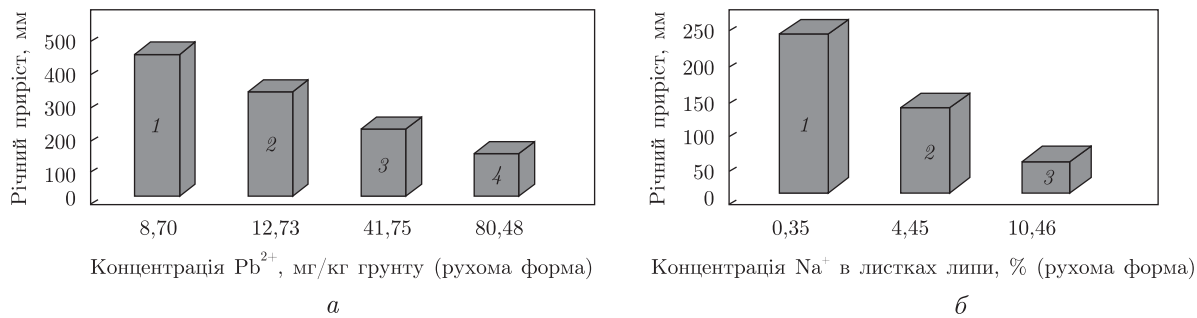 Річний приріст, мм
500
400
300
200
100
0
1
2
3
4
8,70 12,73 41,75 80,48
Концентрація Pb²⁺, мг/кг грунту (рухома форма)
а
Річний приріст, мм
250
200
150
100
50
0
1
2
3
0,35 4,45 10,46
Концентрація Na⁺ в листках липи, % (рухома форма)
б